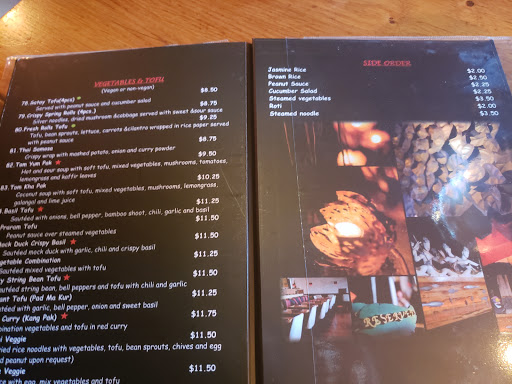 VEGETABLES & TOFU
(Vegan or non-vegan)
78. Satay Tofu(4pcs) $8.50
Served with peanut sauce and cucumber salad
79. Crispy Spring Rolls (4pcs.) $8.75
Silver noodles, dried mushroom &cabbage served with sweet &sour sauce
80. Fresh Rolls Tofu $9.25
Tofu, bean sprouts, lettuce, carrots &cilantro wrapped in rice paper served
with peanut sauce
81. Thai Samosa $8.75
Crispy wrap with mashed potato, onion and curry powder
82. Tom Yum Pak $9.50
Hot and sour soup with soft tofu, mixed vegetables, mushrooms, tomatoes,
lemongrass and kaffir leaves
83. Tom Kha Pak $10.25
Coconut soup with soft tofu, mixed vegetables, mushrooms, lemongrass,
galangal and lime juice
Basil Tofu $11.25
Sautéed with onions, bell pepper, bamboo shoot, chili, garlic and basil
Praram Tofu $11.50
Peanut sauce over steamed vegetables
Mock Duck Crispy Basil $11.75
Sautéed mock duck with garlic, chili and crispy basil
Vegetable Combination $11.25
Sautéed mixed vegetables with tofu
String Bean Tofu $11.50
Sautéed string bean, bell peppers and tofu with chili and garlic
ant Tofu (Pad Ma Kur) $11.25
Sautéed with garlic, bell pepper, onion and sweet basil
Curry (Kang Pak) $11.75
bination vegetables and tofu in red curry
Veggie $11.50
ried rice noodles with vegetables, tofu, bean sprouts, chives and egg
d peanut upon request)
Veggie $11.50
ice with egg, mix vegetables and tofu
SIDE ORDER
Jasmine Rice $2.00
Brown Rice $2.50
Peanut Sauce $2.25
Cucumber Salad $2.25
Steamed vegetables $3.50
Roti $2.00
Steamed noodle $3.50
RESERVED